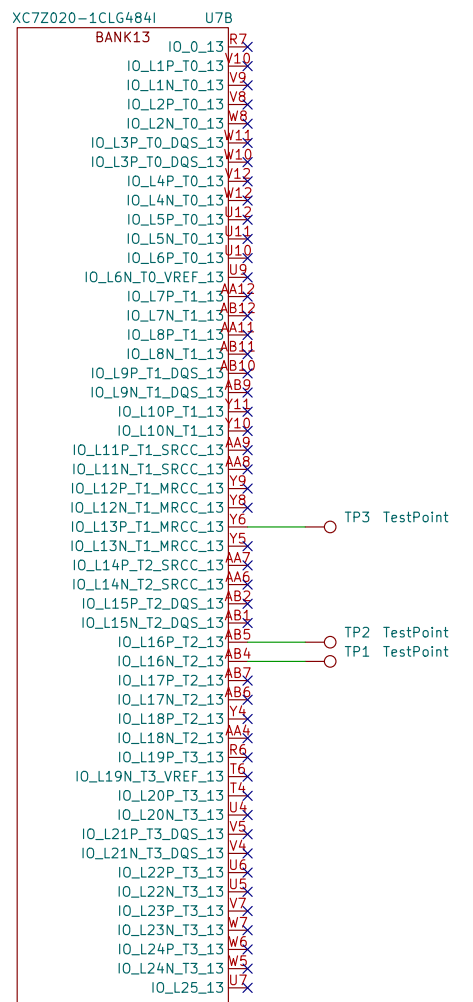 XC7Z020-1CLG484I U7B
BANK13
IO_0_13 R7
IO_L1P_T0_13 V10
IO_L1N_T0_13 V9
IO_L2P_T0_13 V8
IO_L2N_T0_13 W8
IO_L3P_T0_DQS_13 W11
IO_L3P_T0_DQS_13 W10
IO_L4P_T0_13 V12
IO_L4N_T0_13 W12
IO_L5P_T0_13 U12
IO_L5N_T0_13 U11
IO_L6P_T0_13 U10
IO_L6N_T0_VREF_13 U9
IO_L7P_T1_13 AA12
IO_L7N_T1_13 AB12
IO_L8P_T1_13 AA11
IO_L8N_T1_13 AB11
IO_L9P_T1_DQS_13 AB10
IO_L9N_T1_DQS_13 AB9
IO_L10P_T1_13 Y11
IO_L10N_T1_13 Y10
IO_L11P_T1_SRCC_13 AA9
IO_L11N_T1_SRCC_13 AA8
IO_L12P_T1_MRCC_13 Y9
IO_L12N_T1_MRCC_13 Y8
IO_L13P_T1_MRCC_13 Y6 TP3 TestPoint
IO_L13N_T1_MRCC_13 Y5
IO_L14P_T2_SRCC_13 AA7
IO_L14N_T2_SRCC_13 AA6
IO_L15P_T2_DQS_13 AB2
IO_L15N_T2_DQS_13 AB1
IO_L16P_T2_13 AB5 TP2 TestPoint
IO_L16N_T2_13 AB4 TP1 TestPoint
IO_L17P_T2_13 AB7
IO_L17N_T2_13 AB6
IO_L18P_T2_13 Y4
IO_L18N_T2_13 AA4
IO_L19P_T3_13 R6
IO_L19N_T3_VREF_13 T6
IO_L20P_T3_13 T4
IO_L20N_T3_13 U4
IO_L21P_T3_DQS_13 V5
IO_L21N_T3_DQS_13 V4
IO_L22P_T3_13 U6
IO_L22N_T3_13 U5
IO_L23P_T3_13 V7
IO_L23N_T3_13 W7
IO_L24P_T3_13 W6
IO_L24N_T3_13 W5
IO_L25_13 U7